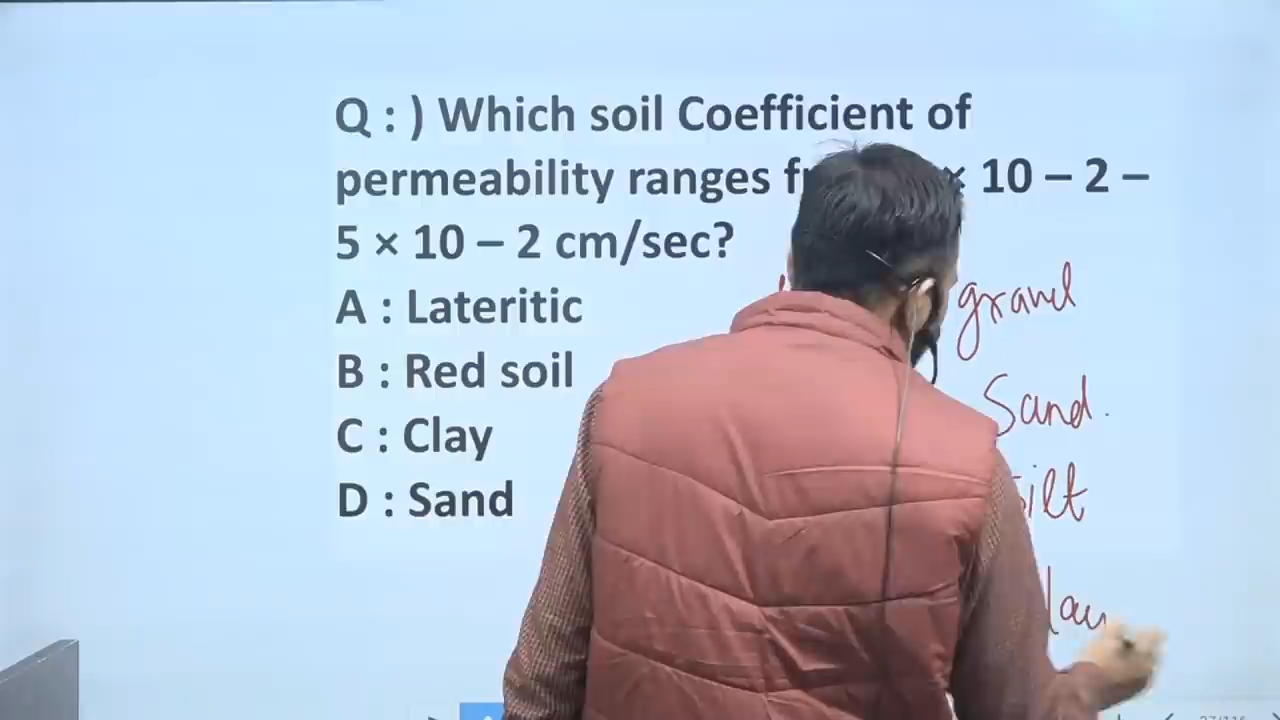 Q : ) Which soil Coefficient of
permeability ranges × 10 – 2 –
5 × 10 – 2 cm/sec?
A : Lateritic
B : Red soil
C : Clay
D : Sand
gravel
Sand.
silt